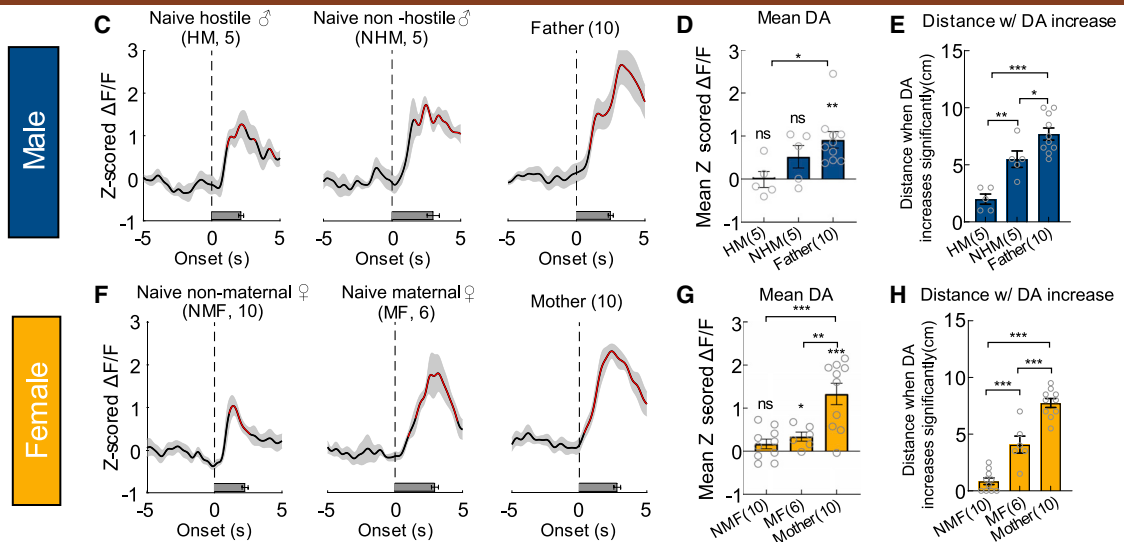 Male
C
Naive hostile ♂
(HM, 5)
Naive non -hostile ♂
(NHM, 5)
Father (10)
Z-scored ΔF/F
3
2
1
0
-1
-5 0 5
Onset (s)
-5 0 5
Onset (s)
-5 0 5
Onset (s)
D
Mean DA
Mean Z scored ΔF/F
3
2
1
0
-1
*
ns
ns
**
HM(5)
NHM(5)
Father(10)
E
Distance w/ DA increase
Distance when DA
increases significantly(cm)
15
10
5
0
***
**
*
HM(5)
NHM(5)
Father(10)
Female
F
Naive non-maternal ♀
(NMF, 10)
Naive maternal ♀
(MF, 6)
Mother (10)
Z-scored ΔF/F
3
2
1
0
-1
-5 0 5
Onset (s)
-5 0 5
Onset (s)
-5 0 5
Onset (s)
G
Mean DA
Mean Z scored ΔF/F
3
2
1
0
-1
***
**
***
ns
*
NMF(10)
MF(6)
Mother(10)
H
Distance w/ DA increase
Distance when DA
increases significantly(cm)
15
10
5
0
***
***
***
NMF(10)
MF(6)
Mother(10)